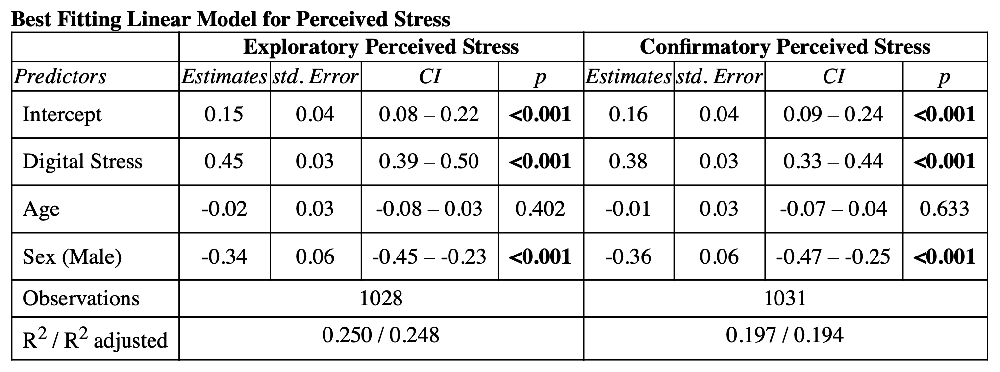 Best Fitting Linear Model for Perceived Stress
Exploratory Perceived Stress Confirmatory Perceived Stress
Predictors Estimates std. Error CI p Estimates std. Error CI p
Intercept 0.15 0.04 0.08 – 0.22 <0.001 0.16 0.04 0.09 – 0.24 <0.001
Digital Stress 0.45 0.03 0.39 – 0.50 <0.001 0.38 0.03 0.33 – 0.44 <0.001
Age -0.02 0.03 -0.08 – 0.03 0.402 -0.01 0.03 -0.07 – 0.04 0.633
Sex (Male) -0.34 0.06 -0.45 – -0.23 <0.001 -0.36 0.06 -0.47 – -0.25 <0.001
Observations 1028 1031
R² / R² adjusted 0.250 / 0.248 0.197 / 0.194